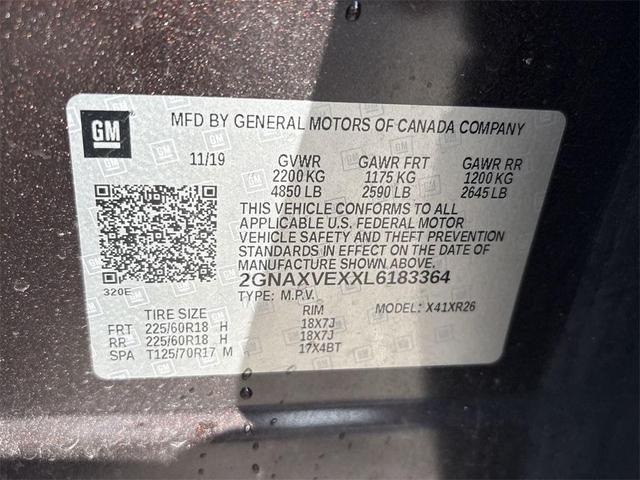 GM
MFD BY GENERAL MOTORS OF CANADA COMPANY
11/19 GVWR GAWR FRT GAWR RR
2200 KG 1175 KG 1200 KG
4850 LB 2590 LB 2645 LB
THIS VEHICLE CONFORMS TO ALL
APPLICABLE U.S. FEDERAL MOTOR
VEHICLE SAFETY AND THEFT PREVENTION
STANDARDS IN EFFECT ON THE DATE OF
MANUFACTURE SHOWN ABOVE.
2GNAXVEXXL6183364
320E
TYPE: M.P.V. MODEL: X41XR26
TIRE SIZE RIM
FRT 225/60R18 H 18X7J
RR 225/60R18 H 18X7J
SPA T125/70R17 M 17X4BT